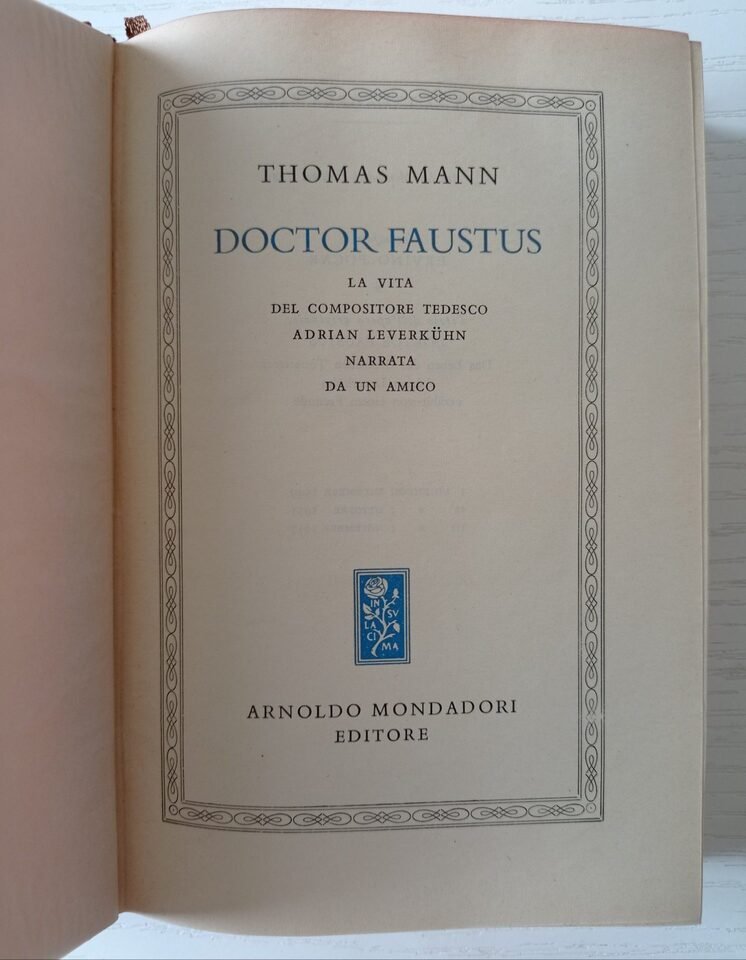 THOMAS MANN
DOCTOR FAUSTUS
LA VITA
DEL COMPOSITORE TEDESCO
ADRIAN LEVERKÜHN
NARRATA
DA UN AMICO
IN SV
LA CI MA
ARNOLDO MONDADORI
EDITORE